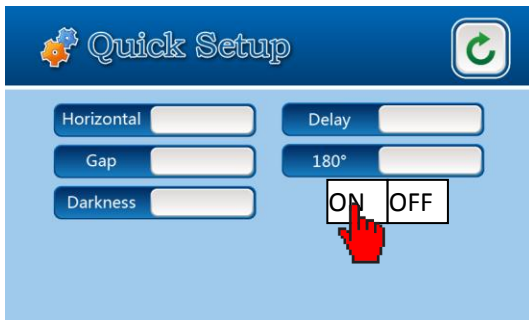 Quick Setup
Horizontal
Delay
Gap
180°
Darkness
ON OFF